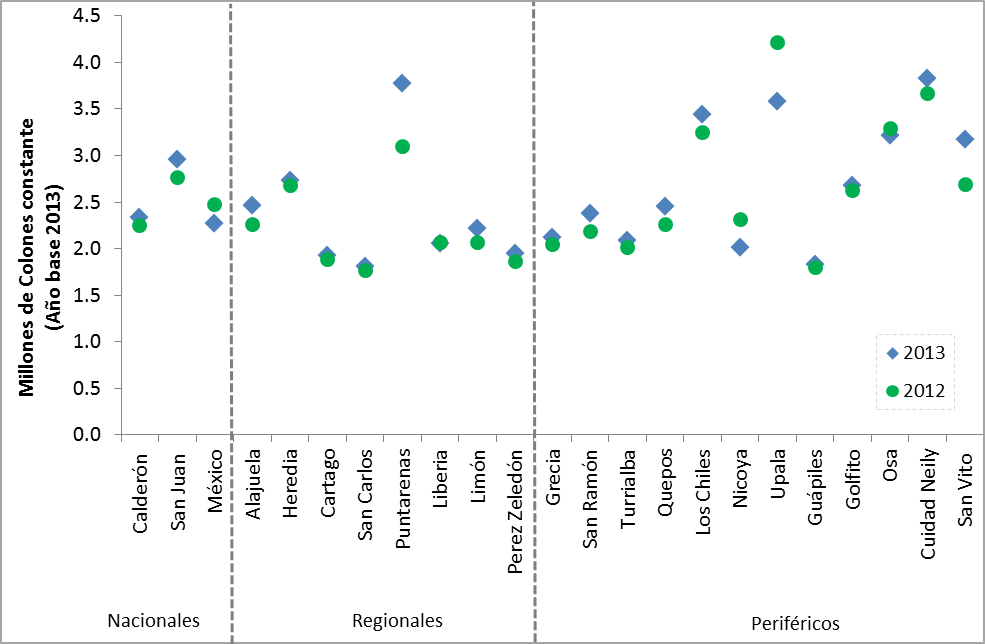 Millones de Colones constante
(Año base 2013)
4.5
4.0
3.5
3.0
2.5
2.0
1.5
1.0
0.5
0.0
2013
2012
Calderón
San Juan
México
Alajuela
Heredia
Cartago
San Carlos
Puntarenas
Liberia
Limón
Perez Zeledón
Grecia
San Ramón
Turrialba
Quepos
Los Chiles
Nicoya
Upala
Guápiles
Golfito
Osa
Cuidad Neily
San Vito
Nacionales
Regionales
Periféricos